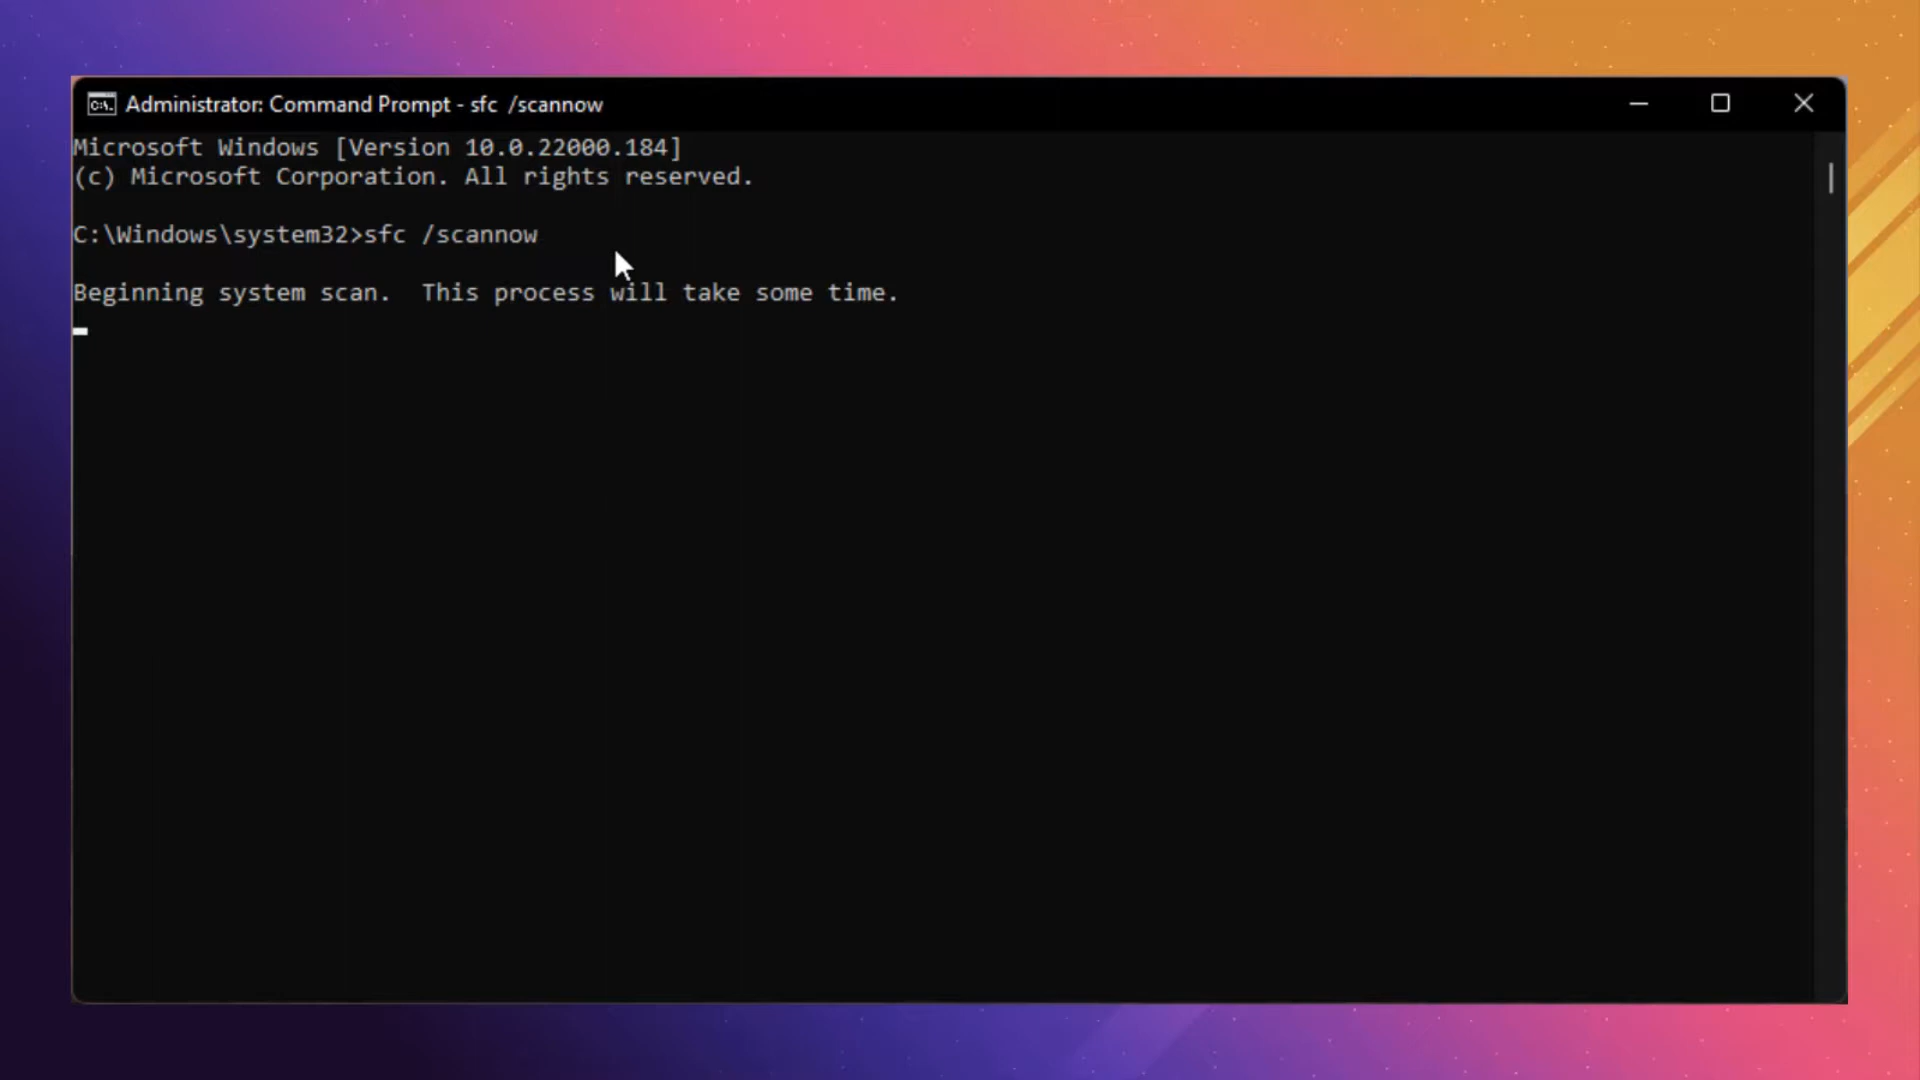 Administrator: Command Prompt - sfc  /scannow
Microsoft Windows [Version 10.0.22000.184]
(c) Microsoft Corporation. All rights reserved.
C:\Windows\system32>sfc /scannow
Beginning system scan.  This process will take some time.